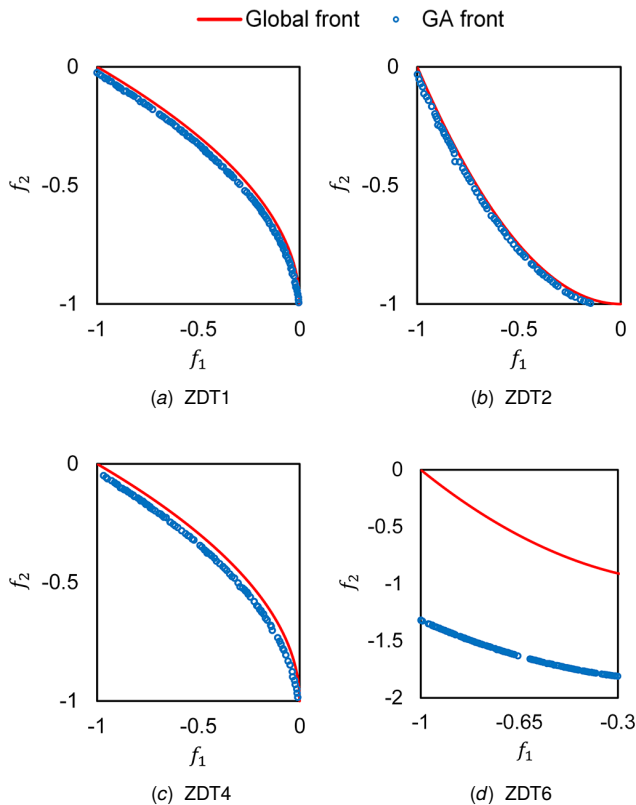 Global front GA front
0
-0.5
-1
f₂
-1 -0.5 0
f₁
(a) ZDT1
0
-0.5
-1
f₂
-1 -0.5 0
f₁
(b) ZDT2
0
-0.5
-1
f₂
-1 -0.5 0
f₁
(c) ZDT4
0
-0.5
-1
-1.5
-2
f₂
-1 -0.65 -0.3
f₁
(d) ZDT6